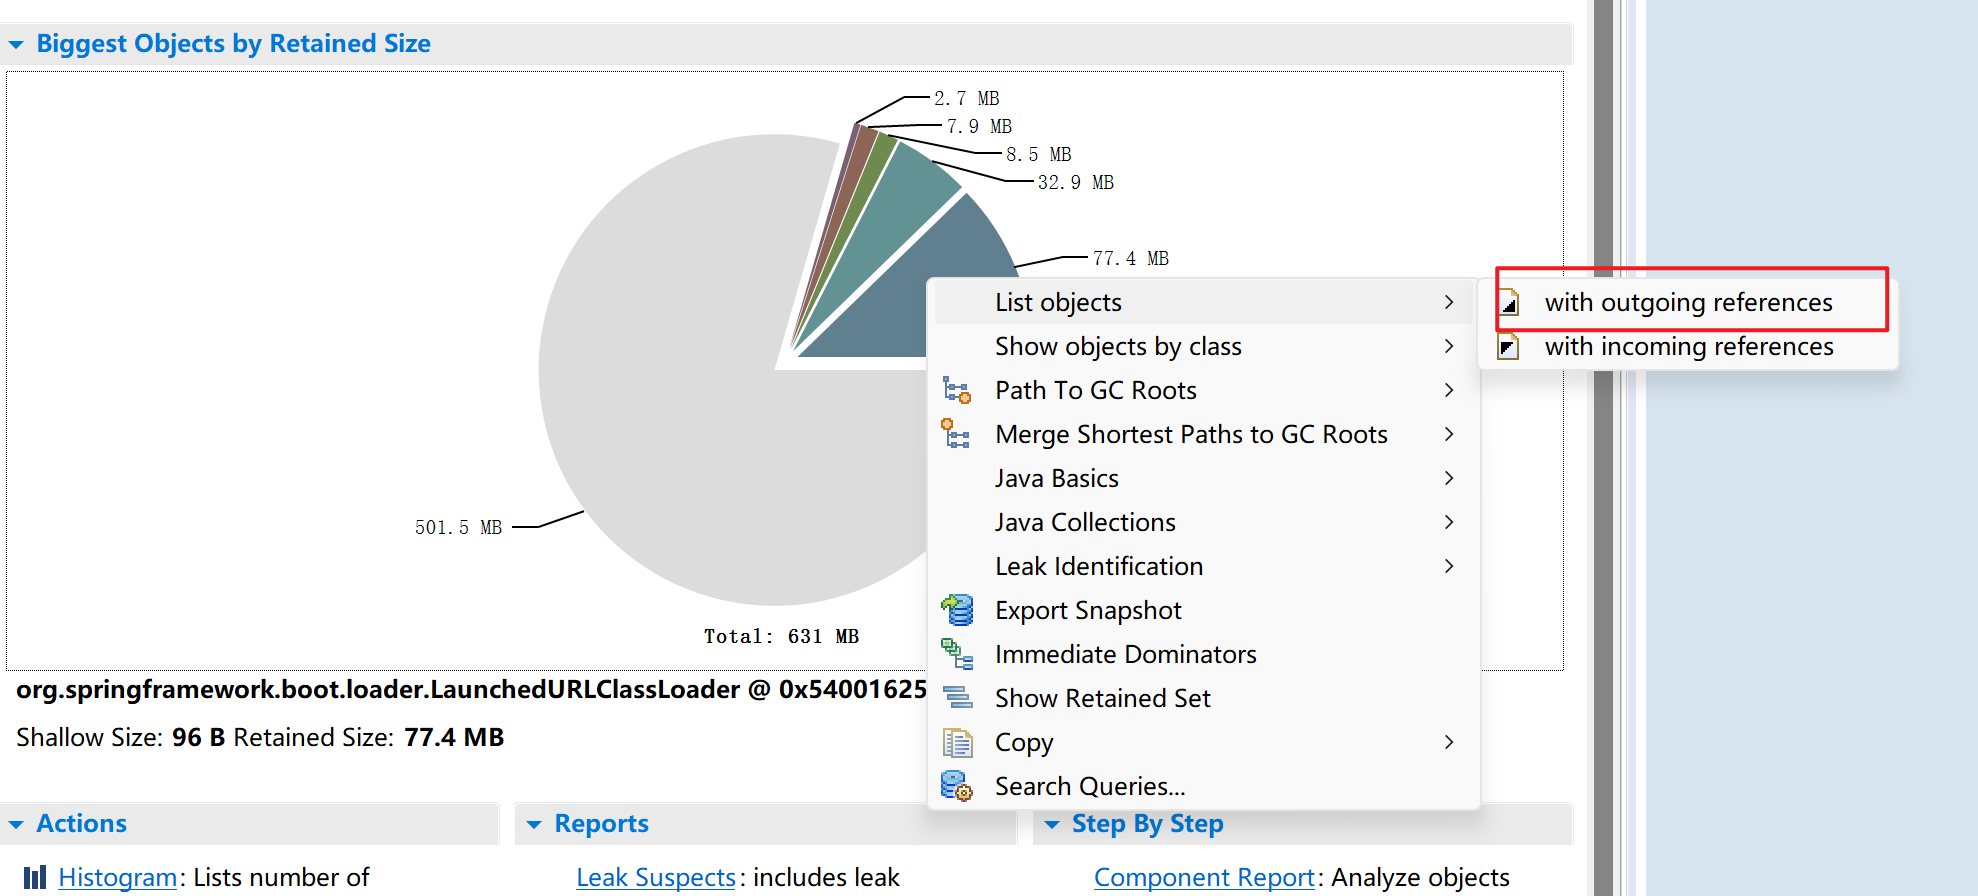 Biggest Objects by Retained Size
2.7 MB
7.9 MB
8.5 MB
32.9 MB
77.4 MB
501.5 MB
Total: 631 MB
org.springframework.boot.loader.LaunchedURLClassLoader @ 0x54001625
Shallow Size: 96 B Retained Size: 77.4 MB
List objects
Show objects by class
Path To GC Roots
Merge Shortest Paths to GC Roots
Java Basics
Java Collections
Leak Identification
Export Snapshot
Immediate Dominators
Show Retained Set
Copy
Search Queries...
with outgoing references
with incoming references
Actions
Histogram: Lists number of
Reports
Leak Suspects: includes leak
Step By Step
Component Report: Analyze objects